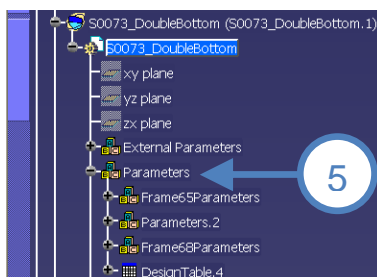 S0073_DoubleBottom (S0073_DoubleBottom.1)
S0073_DoubleBottom
xy plane
yz plane
zx plane
External Parameters
Parameters
5
Frame65Parameters
Parameters.2
Frame68Parameters
DesignTable.4